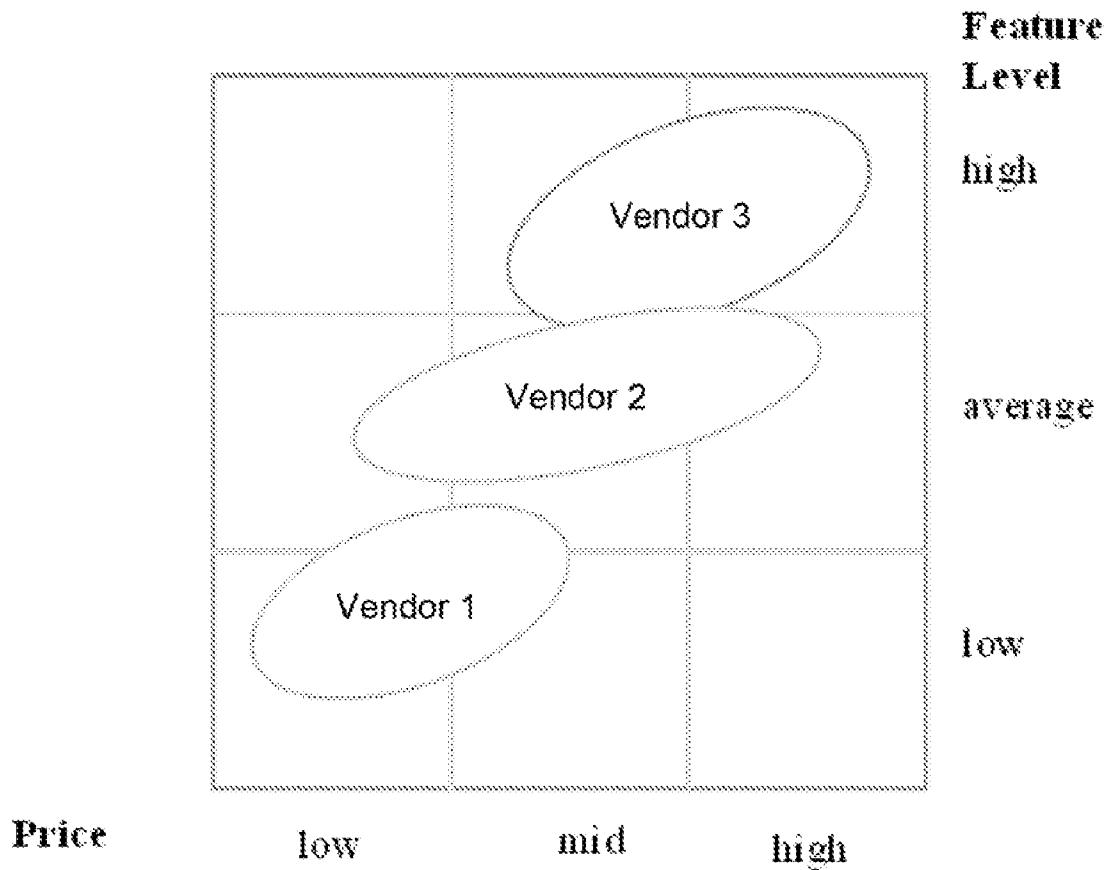 Feature
Level
high
Vendor 3
Vendor 2
average
Vendor 1
low
Price
low
mid
high